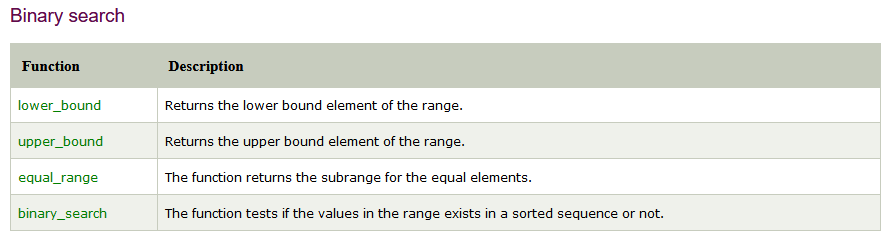 Binary search
Function Description
lower_bound Returns the lower bound element of the range.
upper_bound Returns the upper bound element of the range.
equal_range The function returns the subrange for the equal elements.
binary_search The function tests if the values in the range exists in a sorted sequence or not.